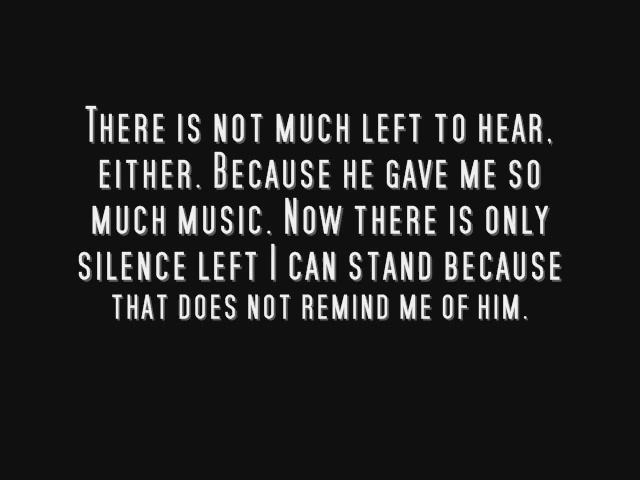 There is not much left to hear,
either. Because he gave me so
much music. Now there is only
silence left I can stand because
that does not remind me of him.